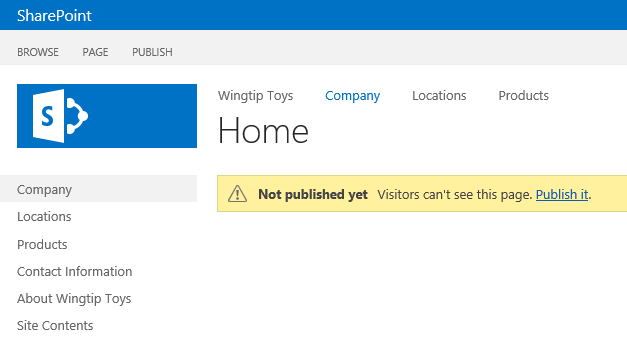 SharePoint
BROWSE PAGE PUBLISH
S
Wingtip Toys Company Locations Products
Home
Company
Locations
Products
Contact Information
About Wingtip Toys
Site Contents
Not published yet Visitors can't see this page. Publish it.